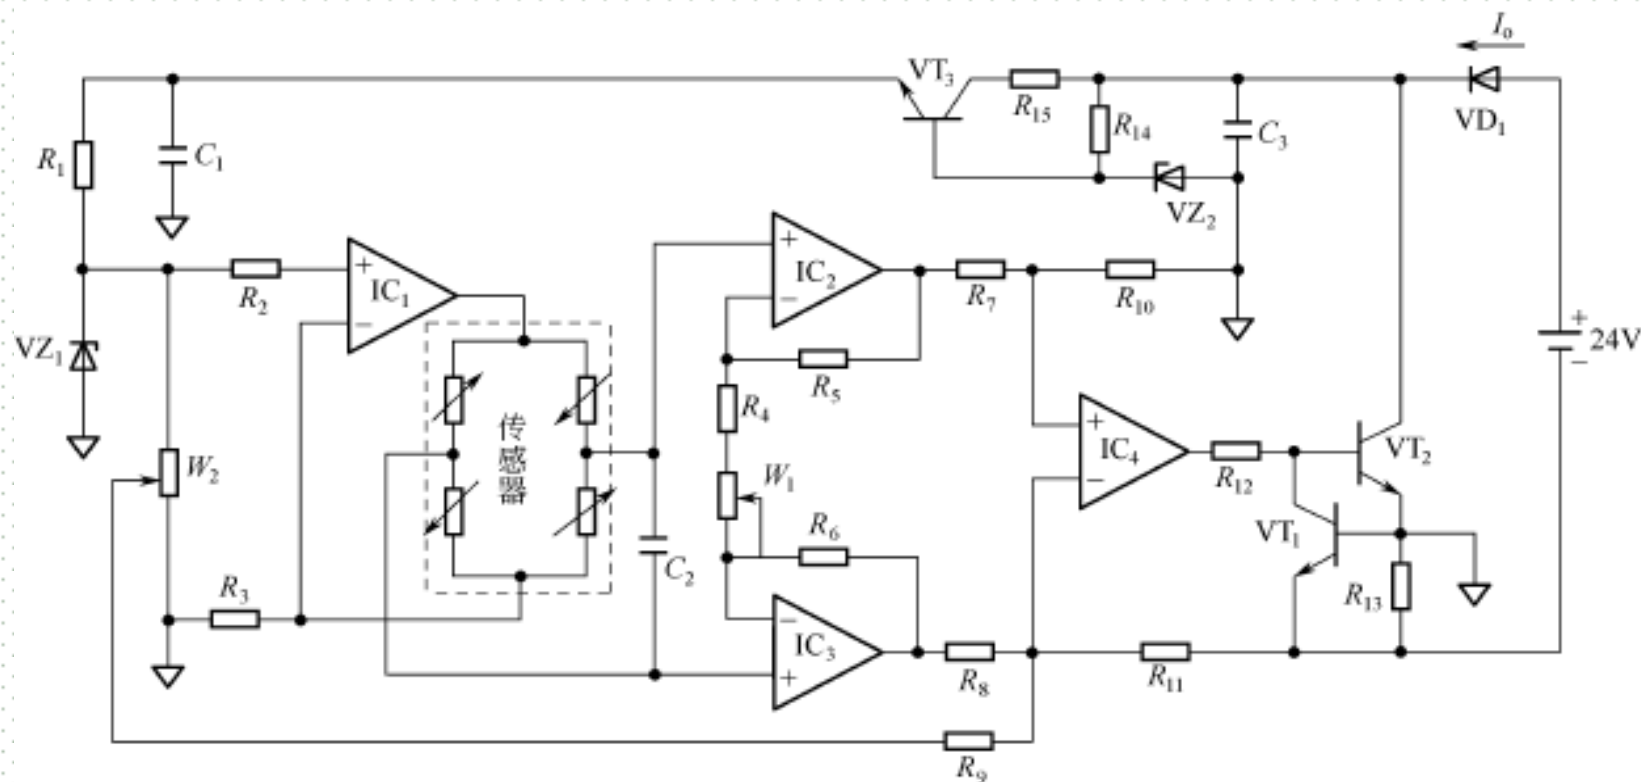 I₀
VT₃
R₁₅
R₁₄
C₃
VD₁
R₁
C₁
VZ₂
+
IC₁
−
R₂
+
IC₂
−
R₇
R₁₀
VZ₁
+
24V
−
R₅
传感器
R₄
+
IC₄
−
R₁₂
VT₂
W₂
W₁
R₆
VT₁
C₂
R₃
R₁₃
−
IC₃
+
R₈
R₁₁
R₉